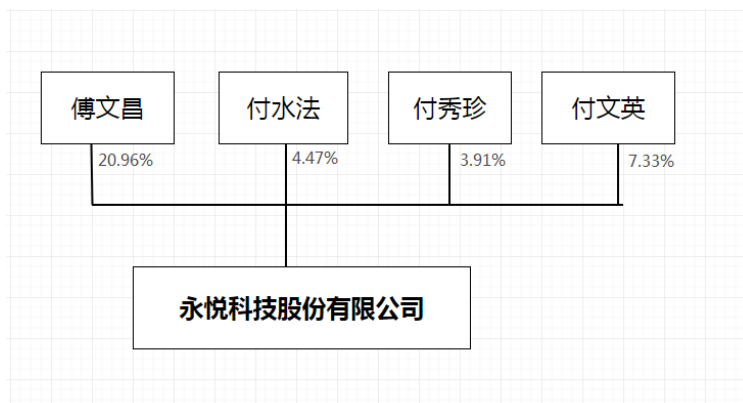 傅文昌
付水法
付秀珍
付文英
20.96%
4.47%
3.91%
7.33%
永悦科技股份有限公司